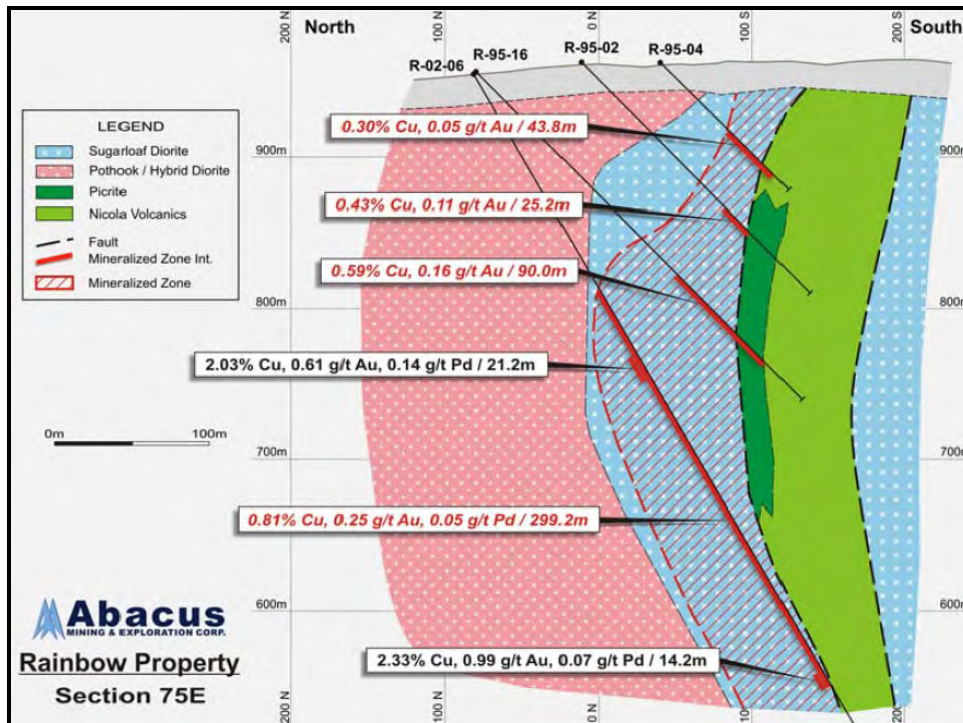 200 N
North
100 N
0 N
100 S
200 S
South
R-02-06
R-95-16
R-95-02
R-95-04
LEGEND
Sugarloaf Diorite
Pothook / Hybrid Diorite
Picrite
Nicola Volcanics
Fault
Mineralized Zone Int.
Mineralized Zone
0.30% Cu, 0.05 g/t Au / 43.8m
900m
900m
0.43% Cu, 0.11 g/t Au / 25.2m
0.59% Cu, 0.16 g/t Au / 90.0m
800m
800m
2.03% Cu, 0.61 g/t Au, 0.14 g/t Pd / 21.2m
0m
100m
700m
700m
0.81% Cu, 0.25 g/t Au, 0.05 g/t Pd / 299.2m
600m
600m
Abacus
MINING & EXPLORATION CORP.
2.33% Cu, 0.99 g/t Au, 0.07 g/t Pd / 14.2m
Rainbow Property
Section 75E
200 N
100 N
0 N